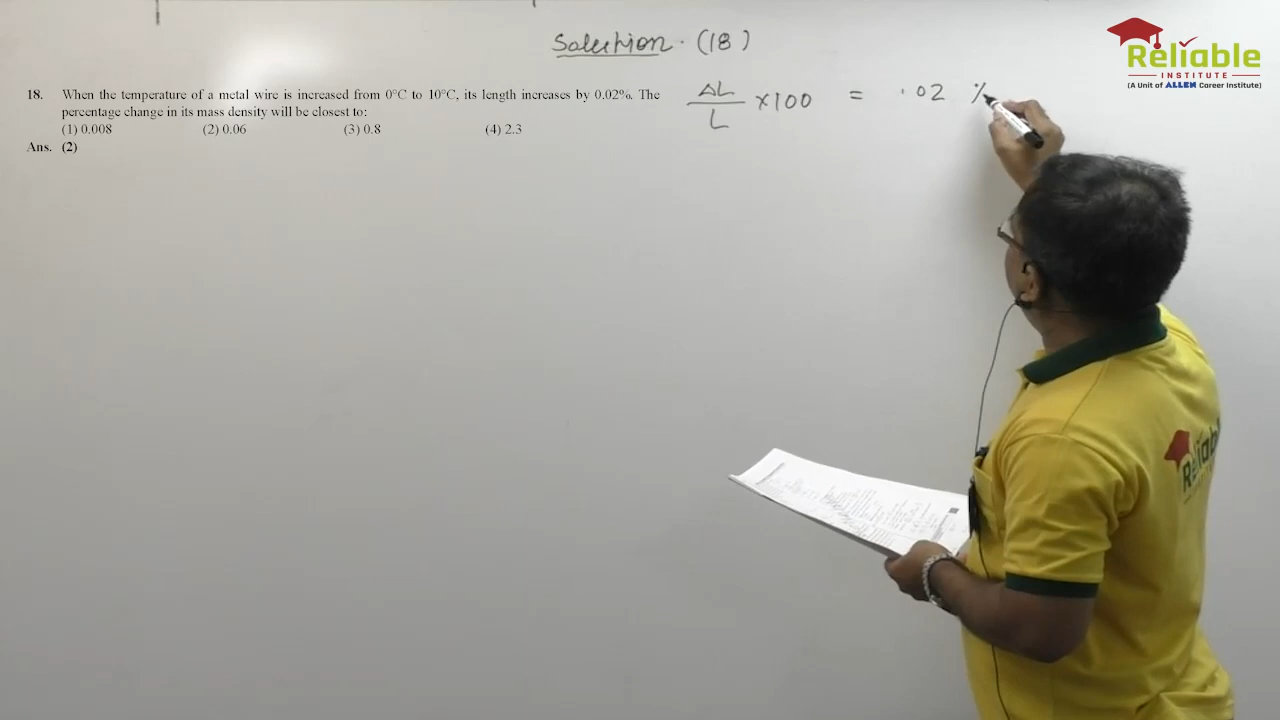 Solution. (18)
18. When the temperature of a metal wire is increased from 0°C to 10°C, its length increases by 0.02%. The
percentage change in its mass density will be closest to:
(1) 0.008 (2) 0.06 (3) 0.8 (4) 2.3
Ans. (2)
ΔL/L ×100 = .02 %
Reliable
INSTITUTE
(A Unit of ALLEN Career Institute)
Reliab